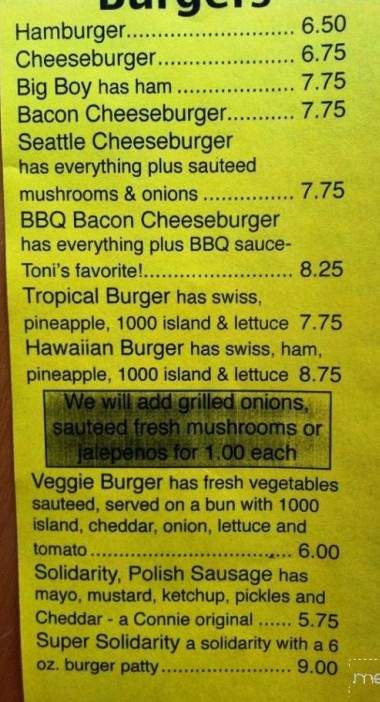 Burgers
Hamburger.............................. 6.50
Cheeseburger......................... 6.75
Big Boy has ham ..................... 7.75
Bacon Cheeseburger............ 7.75
Seattle Cheeseburger
has everything plus sauteed
mushrooms & onions ................ 7.75
BBQ Bacon Cheeseburger
has everything plus BBQ sauce-
Toni's favorite!.......................... 8.25
Tropical Burger has swiss,
pineapple, 1000 island & lettuce 7.75
Hawaiian Burger has swiss, ham,
pineapple, 1000 island & lettuce 8.75
We will add grilled onions,
sauteed fresh mushrooms or
jalepenos for 1.00 each
Veggie Burger has fresh vegetables
sauteed, served on a bun with 1000
island, cheddar, onion, lettuce and
tomato .................................... 6.00
Solidarity, Polish Sausage has
mayo, mustard, ketchup, pickles and
Cheddar - a Connie original ...... 5.75
Super Solidarity a solidarity with a 6
oz. burger patty....................... 9.00